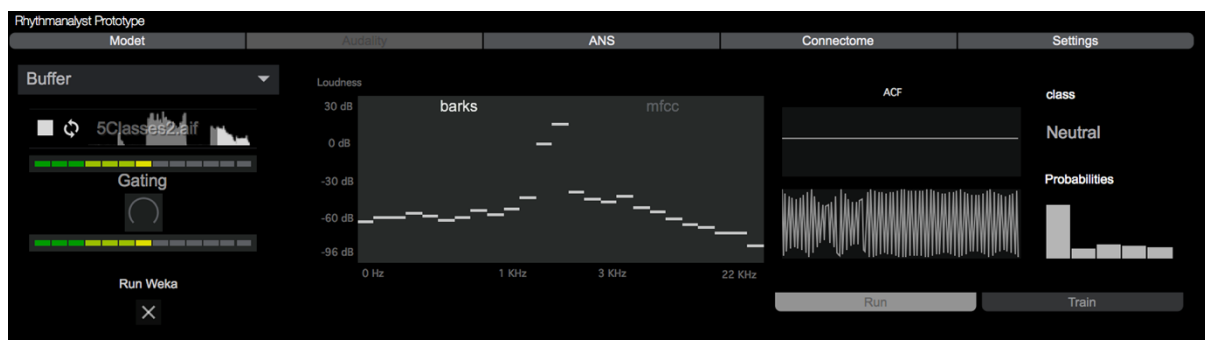 Rhythmanalyst Prototype
Modet Audality ANS Connectome Settings
Buffer
5Classes2.aif
Gating
Run Weka
Loudness
barks mfcc
30 dB
0 dB
-30 dB
-60 dB
-96 dB
0 Hz 1 KHz 3 KHz 22 KHz
ACF
class
Neutral
Probabilities
Run Train